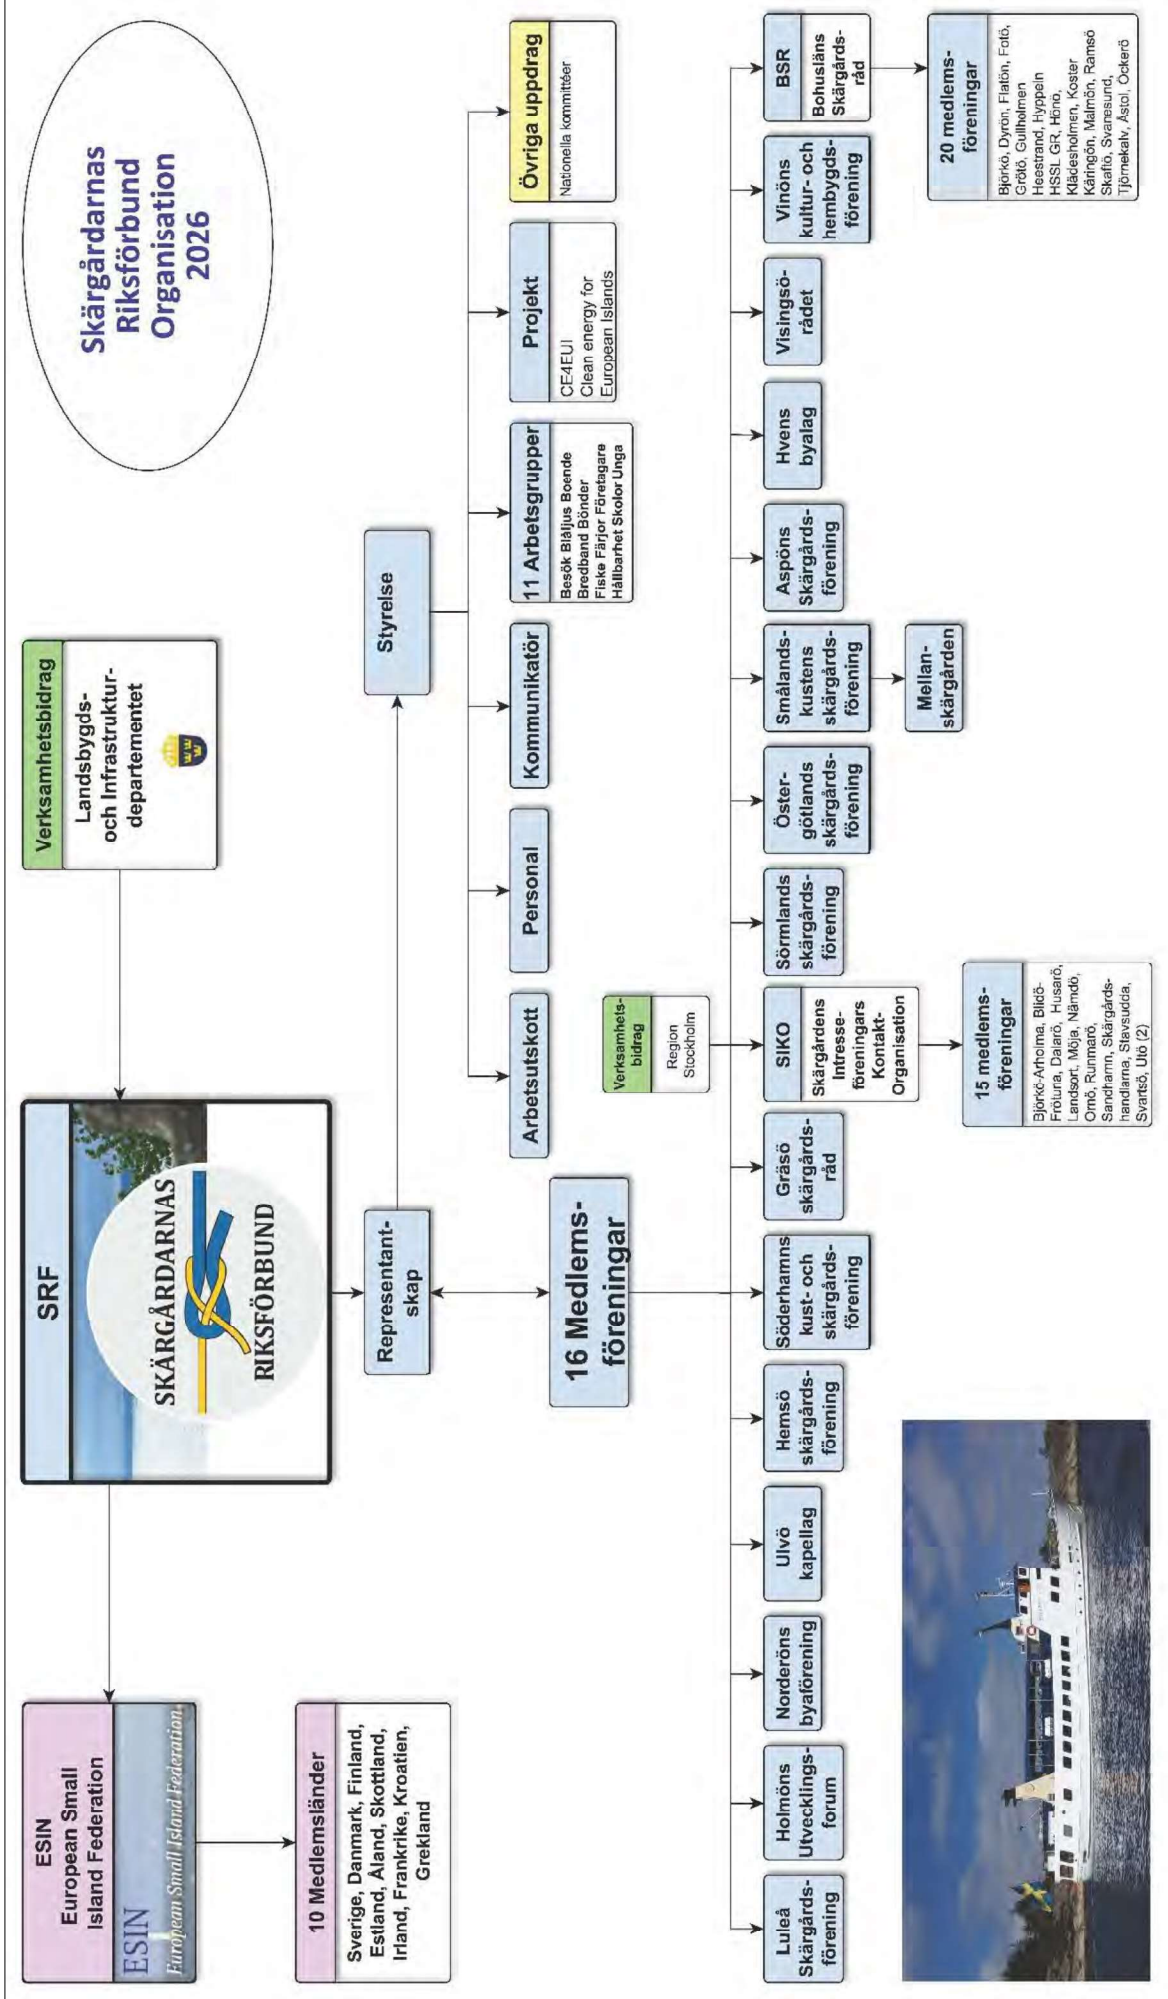 ESIN
European Small
Island Federation
ESIN
European Small Island Federation
10 Medlemsländer
Sverige, Danmark, Finland,
Estland, Åland, Skottland,
Irland, Frankrike, Kroatien,
Grekland
SRF
SKÄRGÅRDARNAS
RIKSFÖRBUND
Verksamhetsbidrag
Landsbygds-
och Infrastruktur-
departementet
Skärgårdarnas
Riksförbund
Organisation
2026
Representant-
skap
Styrelse
Arbetsutskott
Personal
Kommunikatör
11 Arbetsgrupper
Besök Blåljus Boende
Bredband Bönder
Fiske Färjor Företagare
Hållbarhet Skolor Unga
Projekt
CE4EUI
Clean energy for
European Islands
Övriga uppdrag
Nationella kommittéer
16 Medlems-
föreningar
Verksamhets-
bidrag
Region
Stockholm
Luleå
Skärgårds-
förening
Holmöns
Utvecklings-
forum
Norderöns
byaförening
Ulvö
kapellag
Hemsö
skärgårds-
förening
Söderhamns
kust- och
skärgårds-
förening
Gräsö
skärgårds-
råd
SIKO
Skärgårdens
Intresse-
föreningars
Kontakt-
Organisation
15 medlems-
föreningar
Björkö-Arholma, Blidö-
Frötuna, Dalarö, Husarö,
Landsort, Möja, Nämdö,
Ornö, Runmarö,
Sandhamn, Skärgårds-
handlarna, Stavsudda,
Svartsö, Utö (2)
Sörmlands
skärgårds-
förening
Öster-
götlands
skärgårds-
förening
Smålands-
kustens
skärgårds-
förening
Mellan-
skärgården
Aspöns
Skärgårds-
förening
Hvens
byalag
Visingsö-
rådet
Vinöns
kultur- och
hembygds-
förening
BSR
Bohusläns
Skärgårds-
råd
20 medlems-
föreningar
Björkö, Dyrön, Flatön, Fotö,
Grötö, Gullholmen
Heestrand, Hyppeln
HSSL GR, Hönö,
Klädesholmen, Koster
Käringön, Malmön, Ramsö
Skaftö, Svanesund,
Tjörnekalv, Åstol, Öckerö